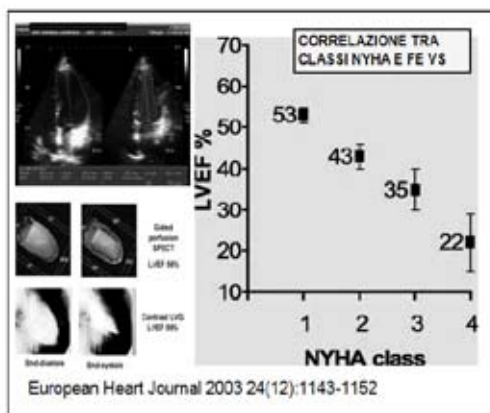 CORRELAZIONE TRA
CLASSI NYHA E FE VS
LVEF %
70
60
50
40
30
20
10
53
43
35
22
1 2 3 4
NYHA class
Gated
perfusion
SPECT
LVEF
Contrast LVG
LVEF
End-diastole End-systole
European Heart Journal 2003 24(12):1143-1152